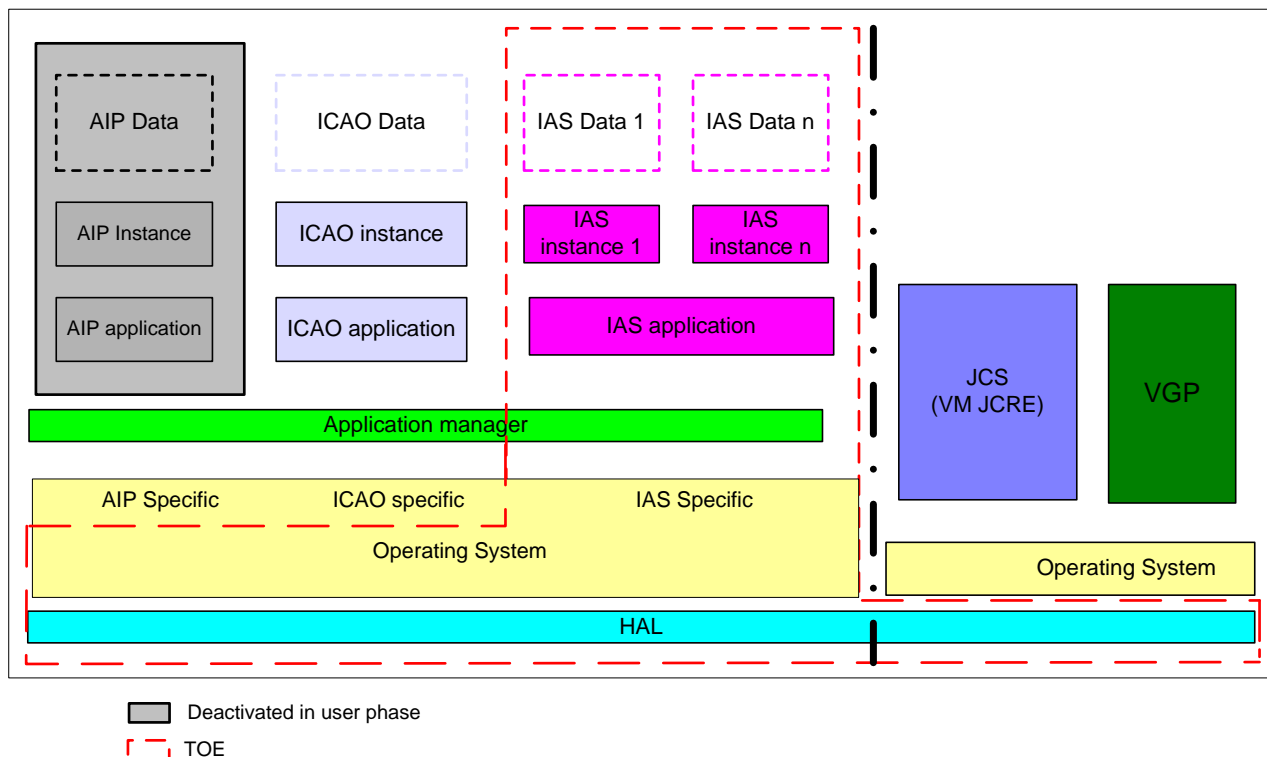 AIP Data
ICAO Data
IAS Data 1
IAS Data n
AIP Instance
ICAO instance
IAS
instance 1
IAS
instance n
AIP application
ICAO application
IAS application
JCS
(VM JCRE)
VGP
Application manager
AIP Specific
ICAO specific
IAS Specific
Operating System
Operating System
HAL
Deactivated in user phase
TOE